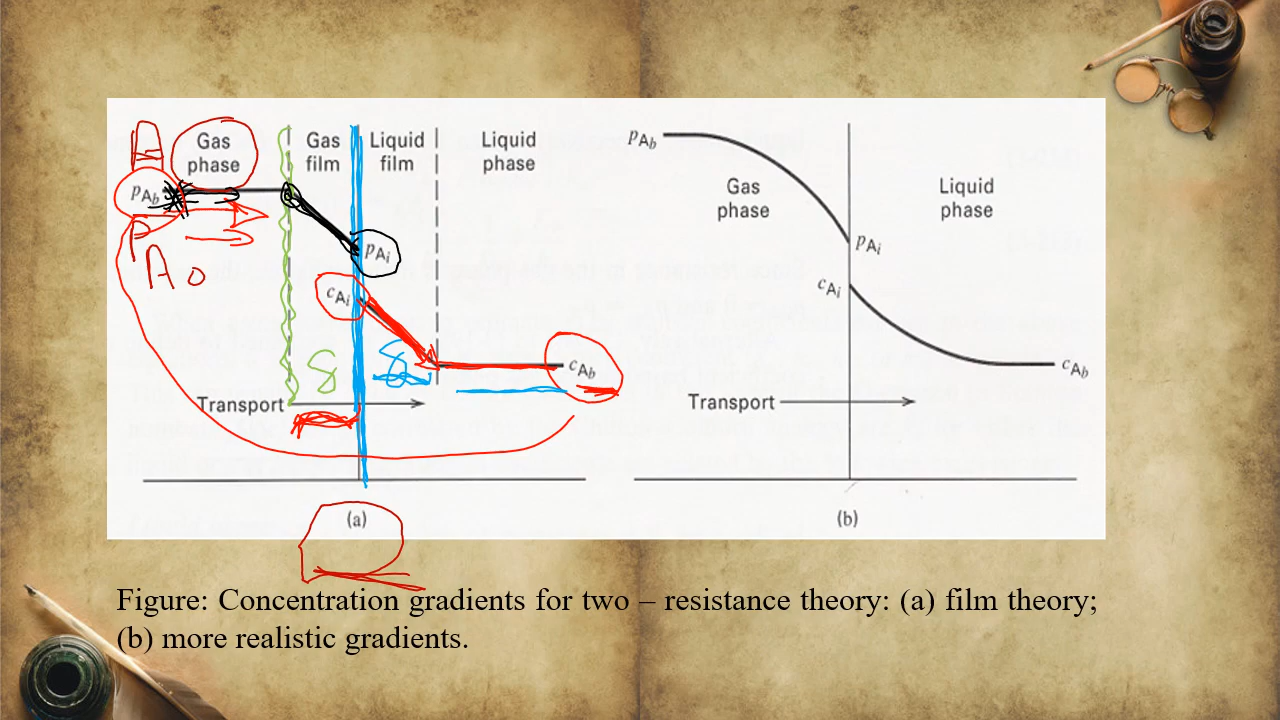 Gas phase
Gas film
Liquid film
Liquid phase
pAb
pAi
cAi
cAb
P
A o
δ
δ
Transport
(a)
pAb
Gas phase
Liquid phase
pAi
cAi
cAb
Transport
(b)
Figure: Concentration gradients for two – resistance theory: (a) film theory;
(b) more realistic gradients.